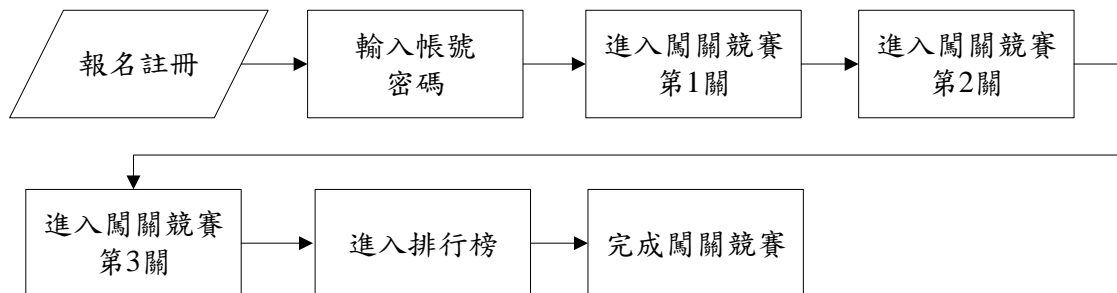 報名註冊
輸入帳號
密碼
進入闖關競賽
第1關
進入闖關競賽
第2關
進入闖關競賽
第3關
進入排行榜
完成闖關競賽